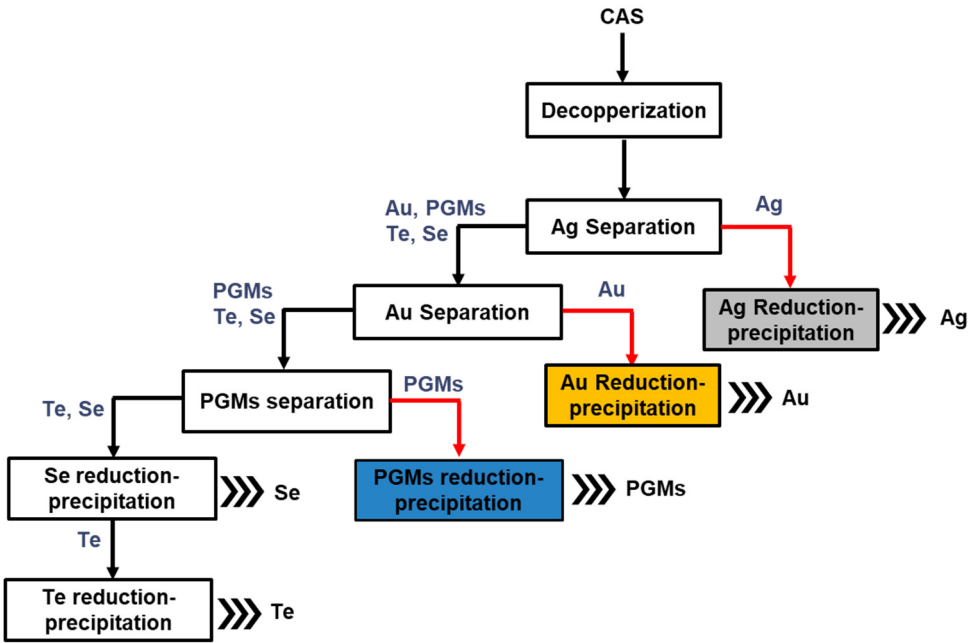 CAS
Decopperization
Au, PGMs
Te, Se
Ag Separation
Ag
PGMs
Te, Se
Au Separation
Au
Ag Reduction-
precipitation
Ag
Te, Se
PGMs separation
PGMs
Au Reduction-
precipitation
Au
Se reduction-
precipitation
Se
PGMs reduction-
precipitation
PGMs
Te
Te reduction-
precipitation
Te